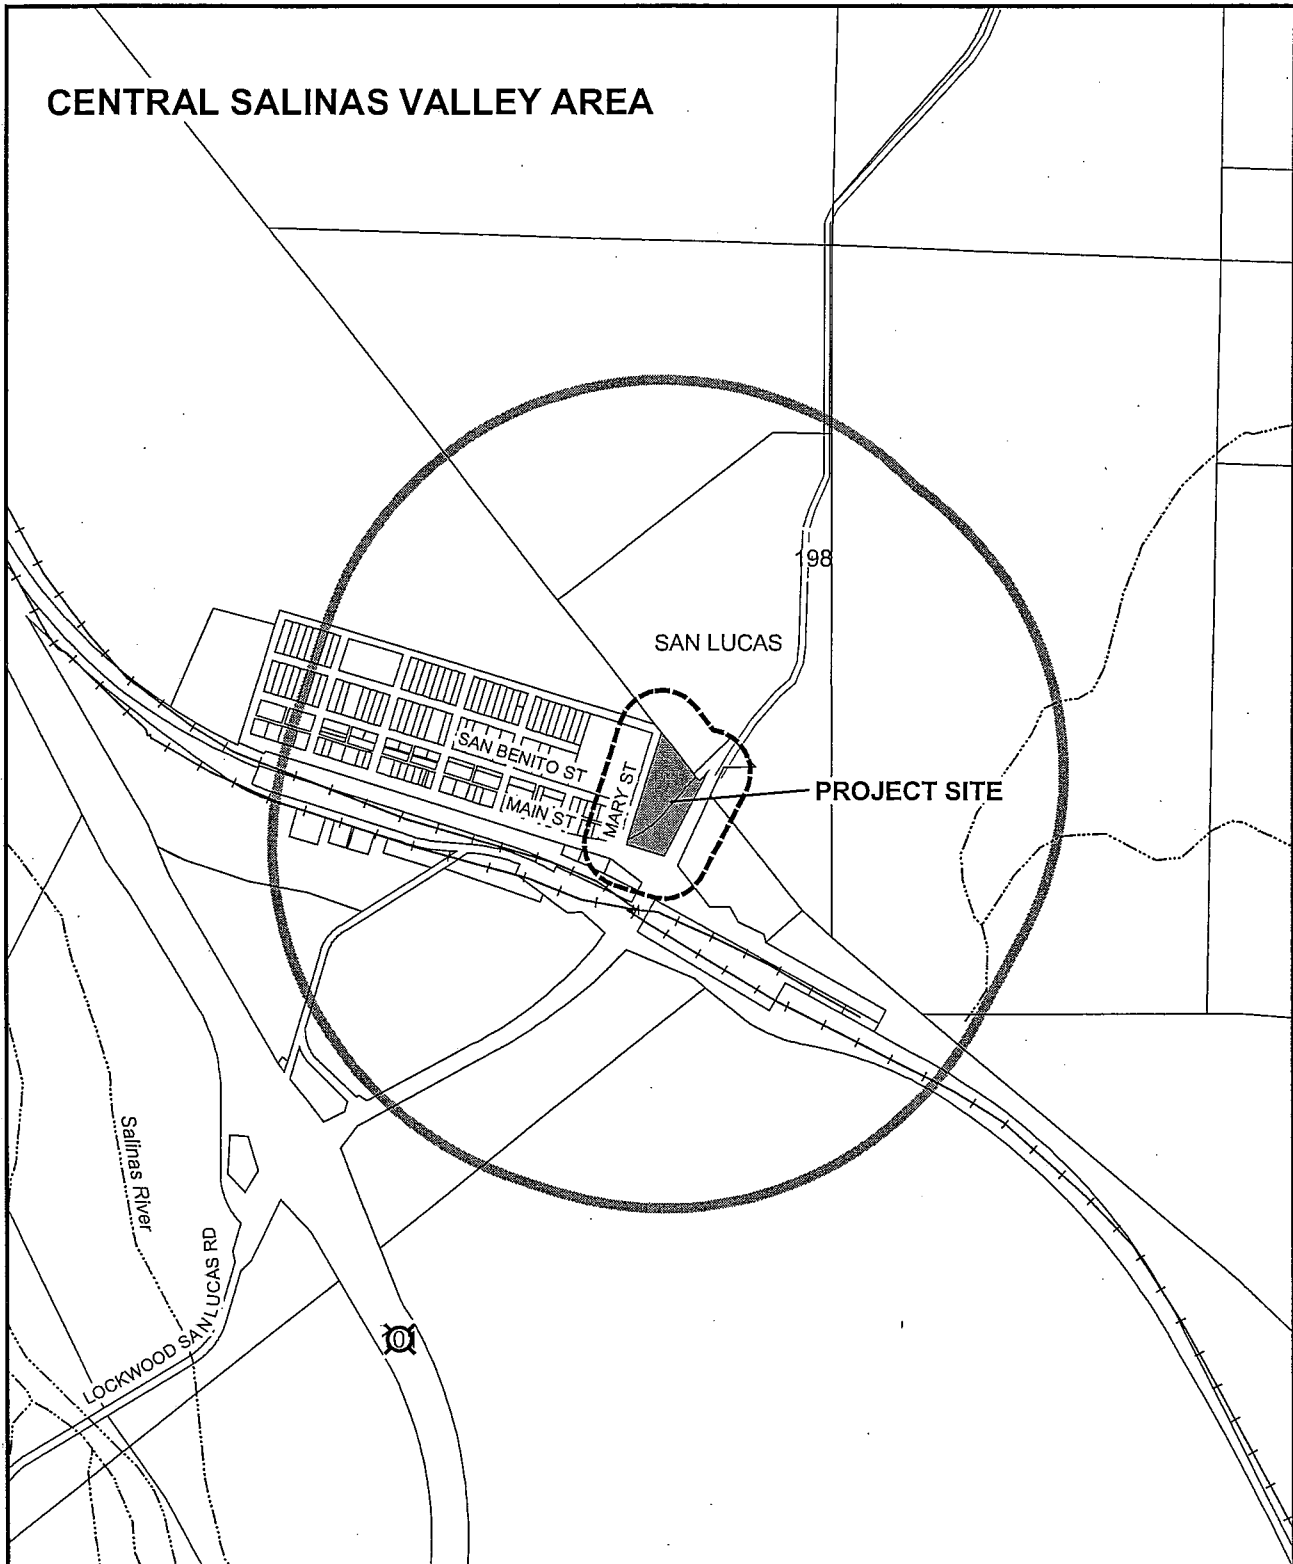 CENTRAL SALINAS VALLEY AREA
198
SAN LUCAS
SAN BENITO ST
MARY ST
PROJECT SITE
MAIN ST
Salinas River
LOCKWOOD SAN LUCAS RD